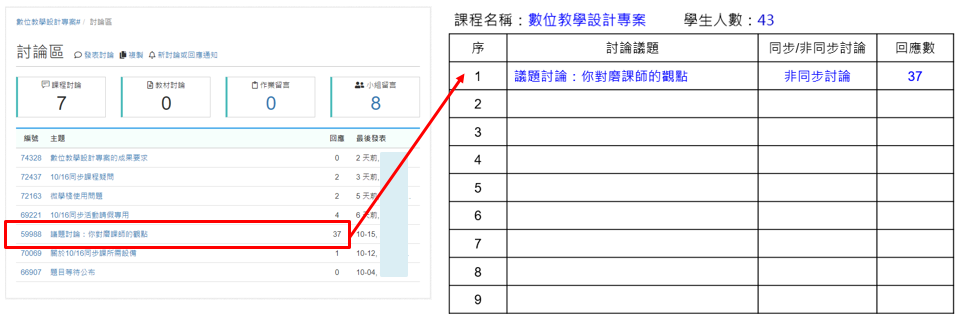 數位教學設計專案# / 討論區
討論區 發表討論 複製 新討論或回應通知
課程討論 教材討論 作業留言 小組留言
7 0 0 8
編號 主題 回應 最後發表
74328 數位教學設計專案的成果要求 0 2 天前,
72437 10/16同步課程疑問 2 3 天前,
72163 微學程使用問題 2 5 天前,
69221 10/16同步活動請假專用 4 6 天前,
59988 議題討論：你對磨課師的觀點 37 10-15,
70069 關於10/16同步課所需設備 1 10-12,
66907 題目等待公布 0 10-04,
課程名稱：數位教學設計專案 學生人數：43
序 討論議題 同步/非同步討論 回應數
1 議題討論：你對磨課師的觀點 非同步討論 37
2
3
4
5
6
7
8
9